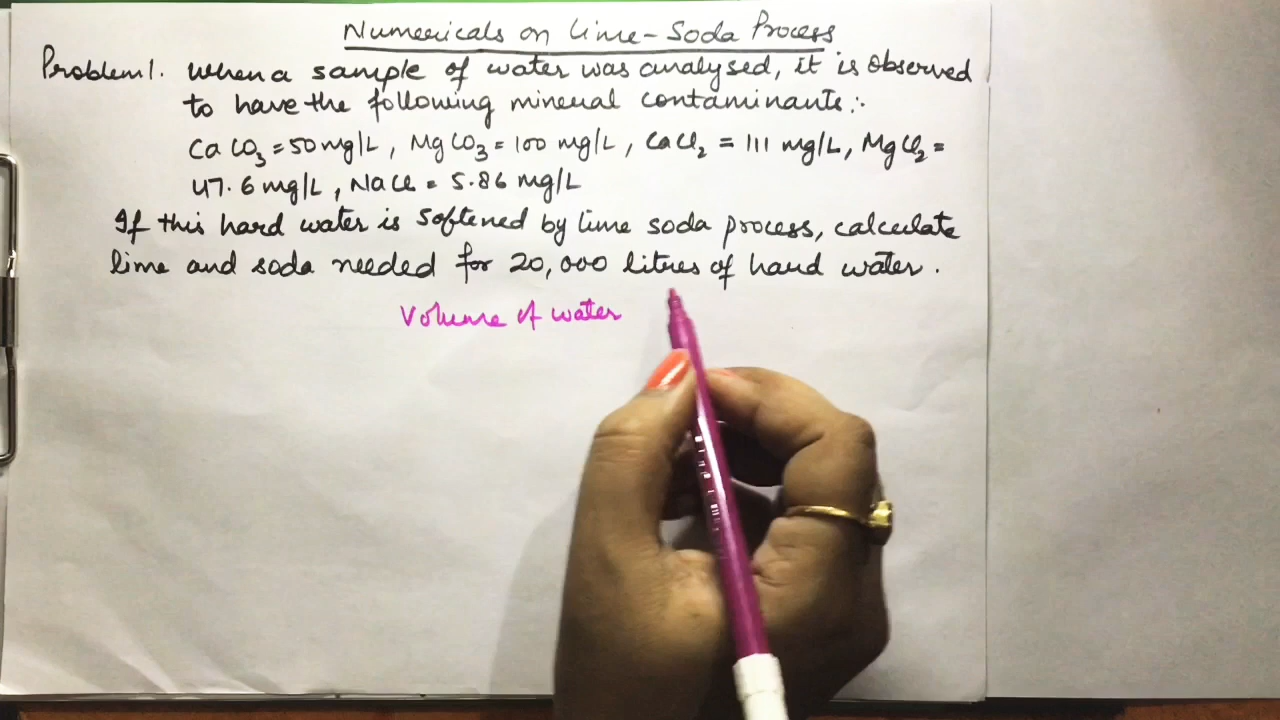 Numericals on Lime-Soda Process
Problem 1. When a sample of water was analysed, it is observed
to have the following mineral contaminants:-
CaCO₃ = 50 mg/L, MgCO₃ = 100 mg/L, CaCl₂ = 111 mg/L, MgCl₂ =
47.6 mg/L, NaCl = 5.86 mg/L
If this hard water is softened by lime soda process, calculate
lime and soda needed for 20,000 litres of hard water.
Volume of water